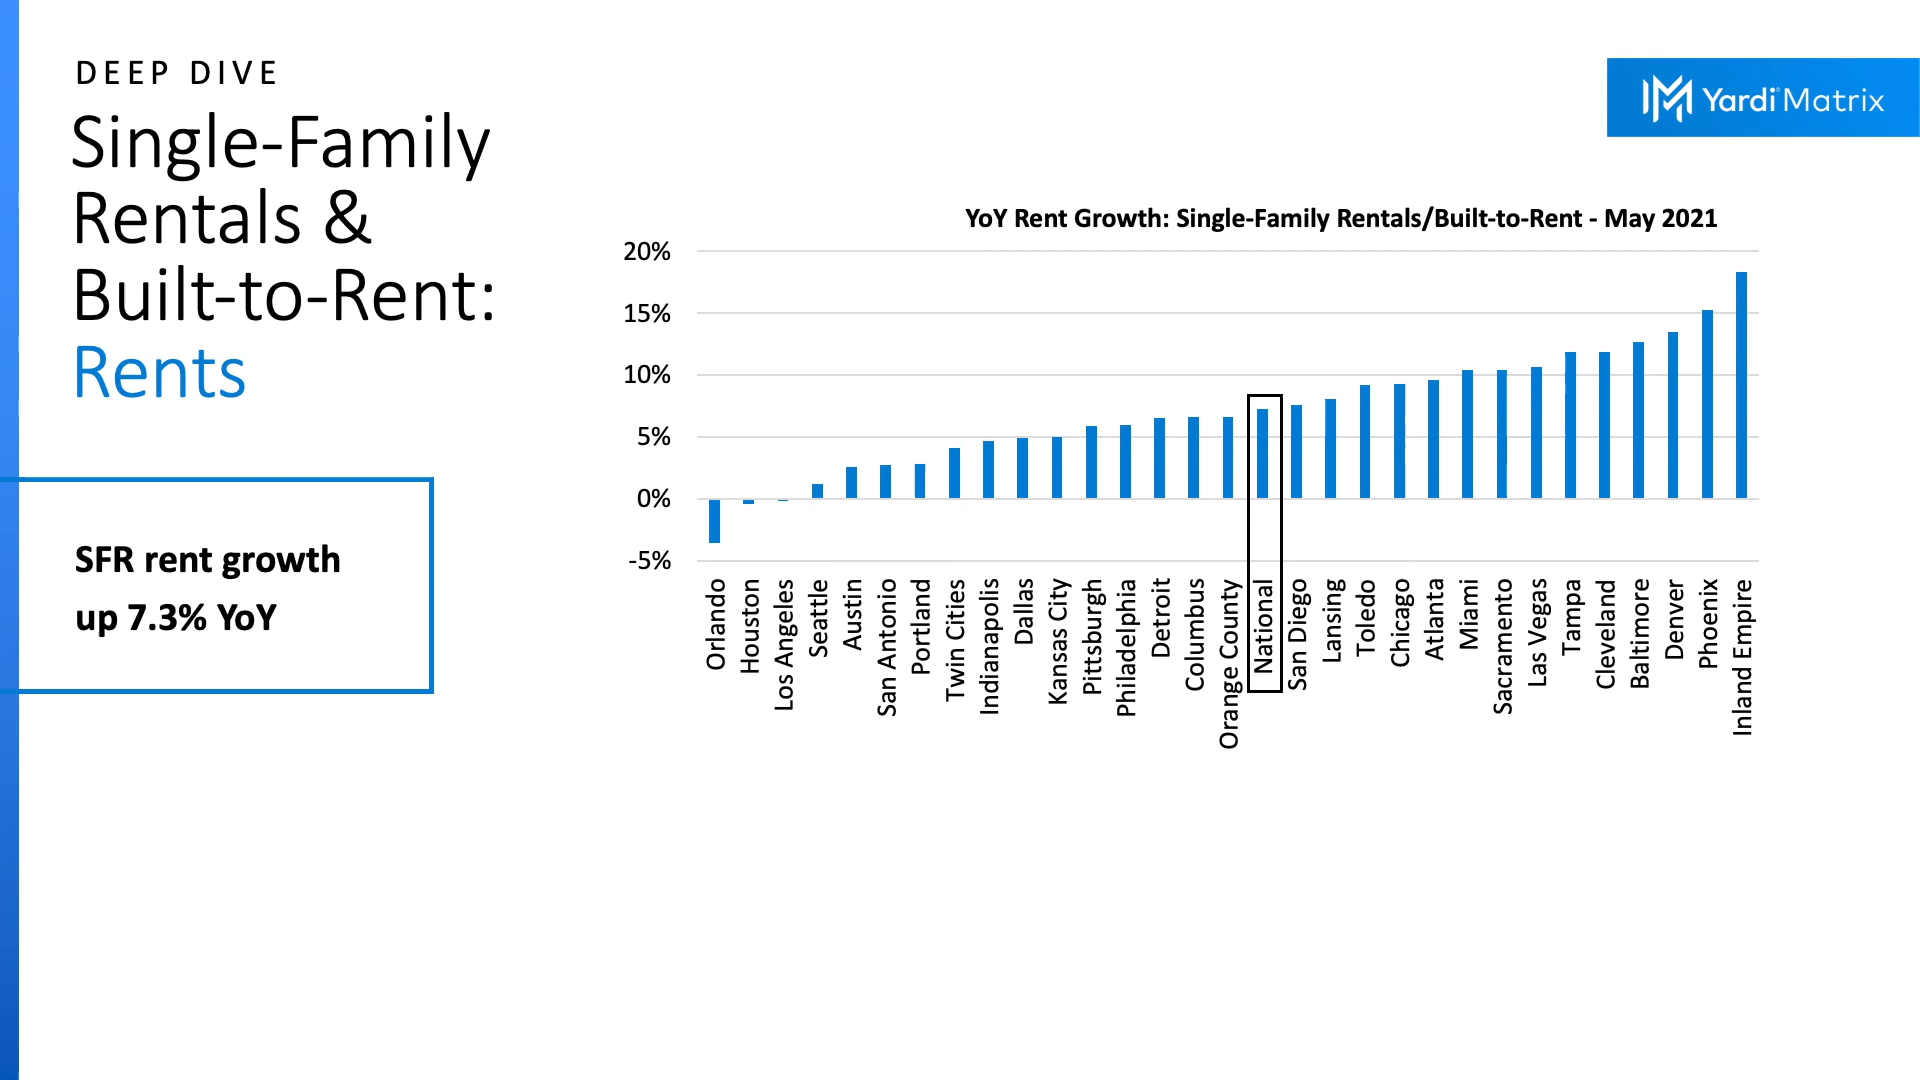 DEEP DIVE
Single-Family
Rentals &
Built-to-Rent:
Rents
SFR rent growth
up 7.3% YoY
Yardi Matrix
YoY Rent Growth: Single-Family Rentals/Built-to-Rent - May 2021
20%
15%
10%
5%
0%
-5%
Orlando
Houston
Los Angeles
Seattle
Austin
San Antonio
Portland
Twin Cities
Indianapolis
Dallas
Kansas City
Pittsburgh
Philadelphia
Detroit
Columbus
Orange County
National
San Diego
Lansing
Toledo
Chicago
Atlanta
Miami
Sacramento
Las Vegas
Tampa
Cleveland
Baltimore
Denver
Phoenix
Inland Empire